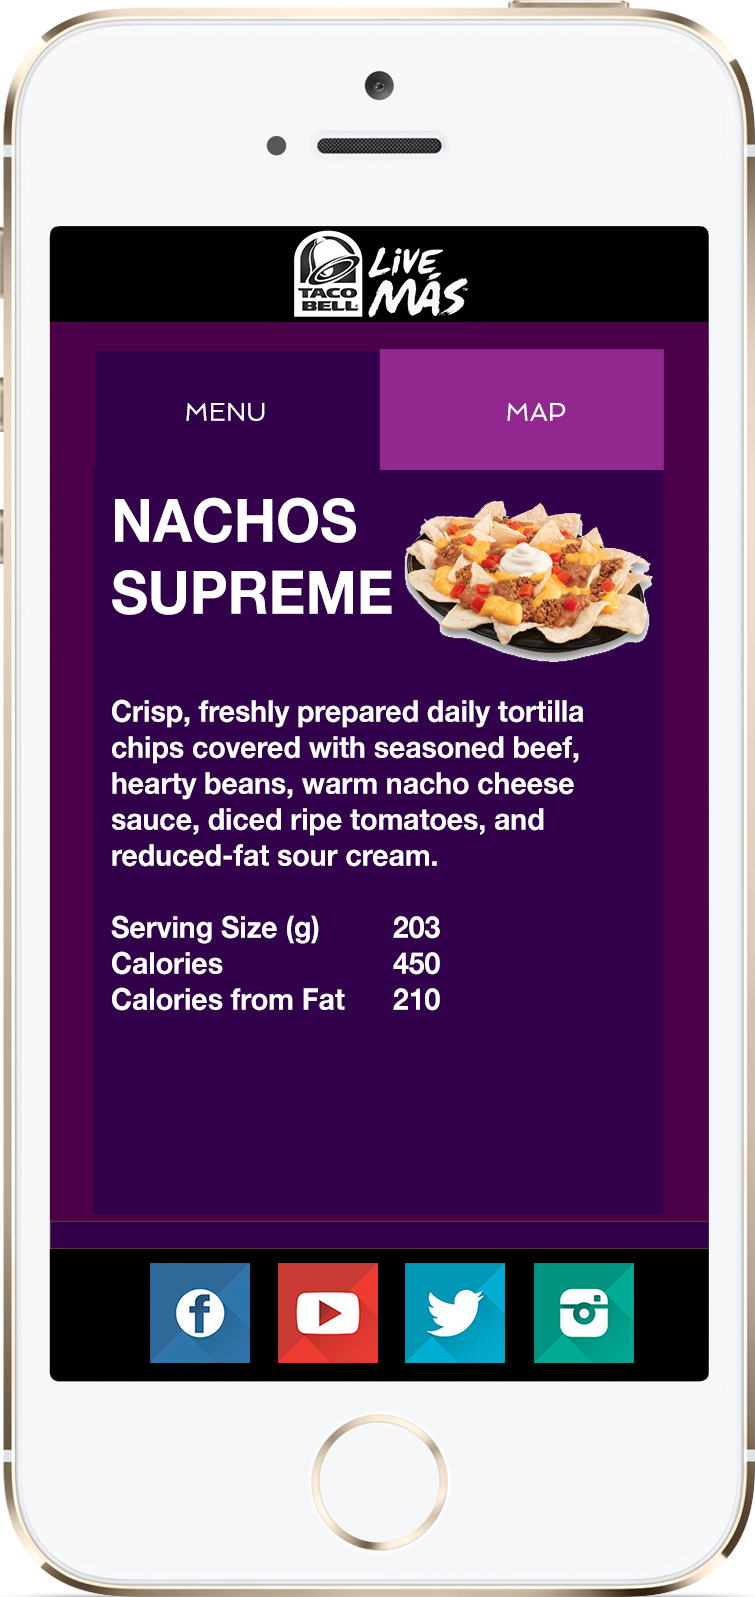 TACO
BELL
LiVE
MÁS™
MENU
MAP
NACHOS
SUPREME
Crisp, freshly prepared daily tortilla
chips covered with seasoned beef,
hearty beans, warm nacho cheese
sauce, diced ripe tomatoes, and
reduced-fat sour cream.
Serving Size (g) 203
Calories 450
Calories from Fat 210